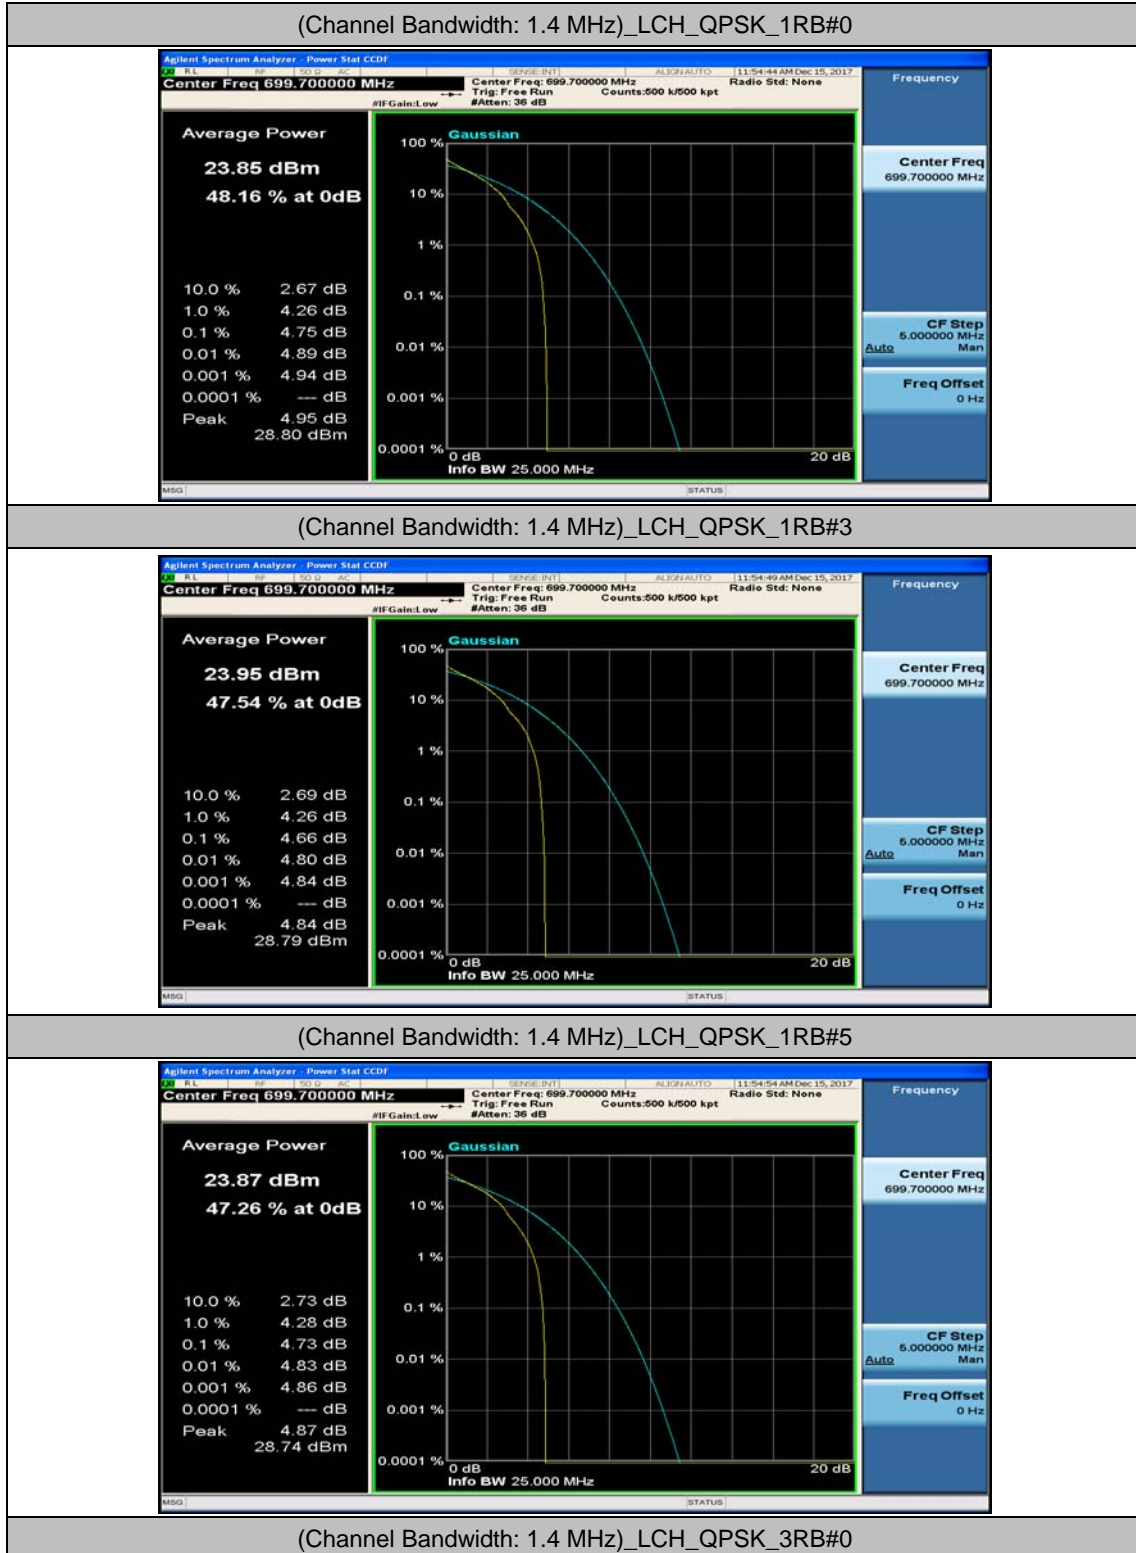 (Channel Bandwidth: 1.4 MHz)_LCH_QPSK_1RB#0
Agilent Spectrum Analyzer - Power Stat CCDF
RL RF 50 Ω AC SENSE:INT ALIGN AUTO 11:54:44 AM Dec 15, 2017
Center Freq 699.700000 MHz
Center Freq: 699.700000 MHz
Radio Std: None
Trig: Free Run Counts:500 k/500 kpt
#IFGain:Low #Atten: 36 dB
Frequency
Average Power
23.85 dBm
48.16 % at 0dB
10.0 % 2.67 dB
1.0 % 4.26 dB
0.1 % 4.75 dB
0.01 % 4.89 dB
0.001 % 4.94 dB
0.0001 % --- dB
Peak 4.95 dB
28.80 dBm
Gaussian
100 %
10 %
1 %
0.1 %
0.01 %
0.001 %
0.0001 %
0 dB 20 dB
Info BW 25.000 MHz
Center Freq
699.700000 MHz
CF Step
5.000000 MHz
Auto Man
Freq Offset
0 Hz
MSG STATUS
(Channel Bandwidth: 1.4 MHz)_LCH_QPSK_1RB#3
Agilent Spectrum Analyzer - Power Stat CCDF
RL RF 50 Ω AC SENSE:INT ALIGN AUTO 11:54:49 AM Dec 15, 2017
Center Freq 699.700000 MHz
Center Freq: 699.700000 MHz
Radio Std: None
Trig: Free Run Counts:500 k/500 kpt
#IFGain:Low #Atten: 36 dB
Frequency
Average Power
23.95 dBm
47.54 % at 0dB
10.0 % 2.69 dB
1.0 % 4.26 dB
0.1 % 4.66 dB
0.01 % 4.80 dB
0.001 % 4.84 dB
0.0001 % --- dB
Peak 4.84 dB
28.79 dBm
Gaussian
100 %
10 %
1 %
0.1 %
0.01 %
0.001 %
0.0001 %
0 dB 20 dB
Info BW 25.000 MHz
Center Freq
699.700000 MHz
CF Step
5.000000 MHz
Auto Man
Freq Offset
0 Hz
MSG STATUS
(Channel Bandwidth: 1.4 MHz)_LCH_QPSK_1RB#5
Agilent Spectrum Analyzer - Power Stat CCDF
RL RF 50 Ω AC SENSE:INT ALIGN AUTO 11:54:54 AM Dec 15, 2017
Center Freq 699.700000 MHz
Center Freq: 699.700000 MHz
Radio Std: None
Trig: Free Run Counts:500 k/500 kpt
#IFGain:Low #Atten: 36 dB
Frequency
Average Power
23.87 dBm
47.26 % at 0dB
10.0 % 2.73 dB
1.0 % 4.28 dB
0.1 % 4.73 dB
0.01 % 4.83 dB
0.001 % 4.86 dB
0.0001 % --- dB
Peak 4.87 dB
28.74 dBm
Gaussian
100 %
10 %
1 %
0.1 %
0.01 %
0.001 %
0.0001 %
0 dB 20 dB
Info BW 25.000 MHz
Center Freq
699.700000 MHz
CF Step
5.000000 MHz
Auto Man
Freq Offset
0 Hz
MSG STATUS
(Channel Bandwidth: 1.4 MHz)_LCH_QPSK_3RB#0